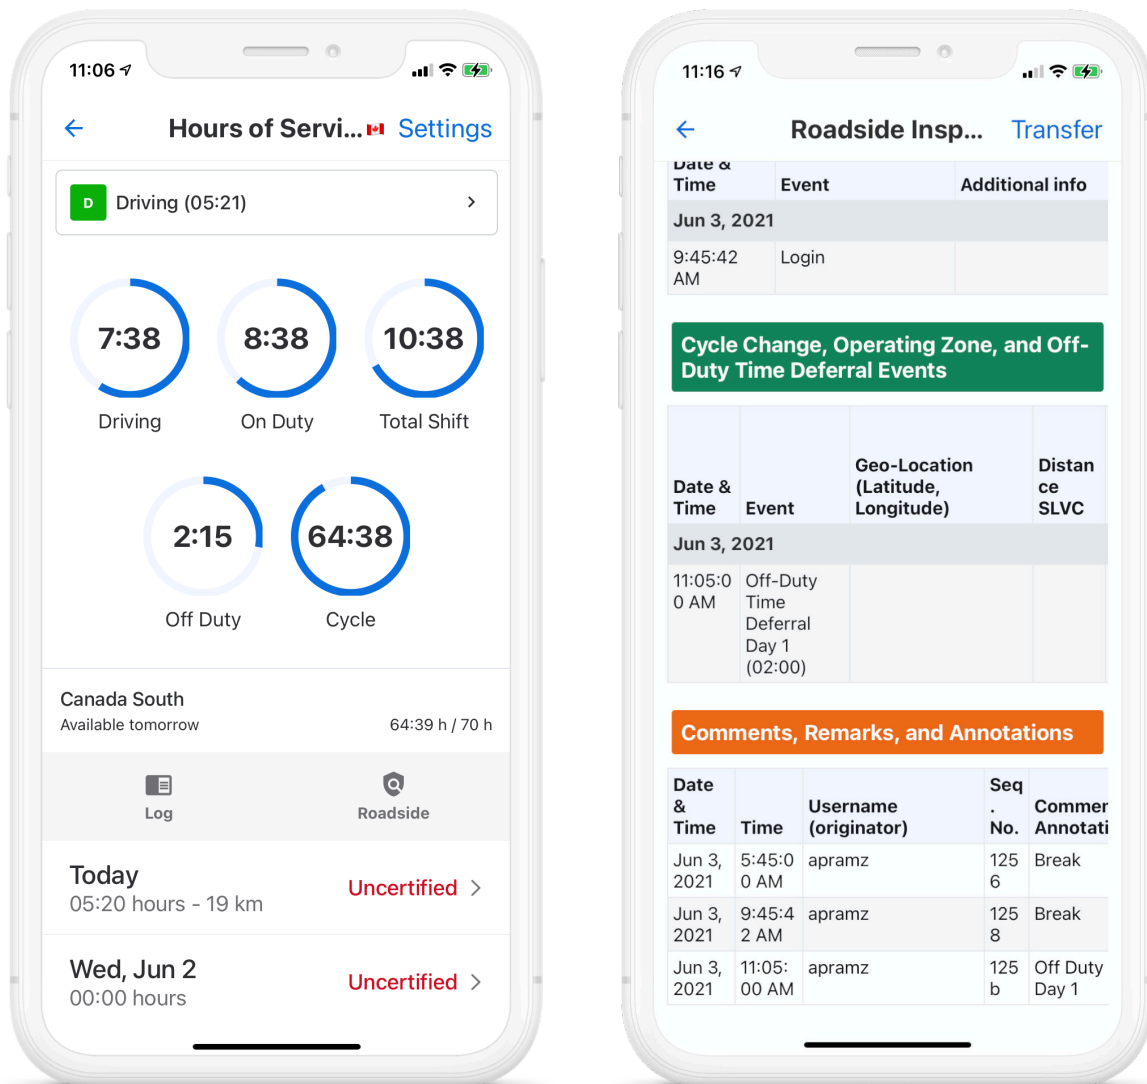 11:06
Hours of Servi... Settings
D Driving (05:21)
7:38 8:38 10:38
Driving On Duty Total Shift
2:15 64:38
Off Duty Cycle
Canada South
Available tomorrow 64:39 h / 70 h
Log Roadside
Today
05:20 hours - 19 km
Uncertified
Wed, Jun 2
00:00 hours
Uncertified
11:16
Roadside Insp... Transfer
Date &
Time Event Additional info
Jun 3, 2021
9:45:42
AM
Login
Cycle Change, Operating Zone, and Off-
Duty Time Deferral Events
Date &
Time
Event
Geo-Location
(Latitude,
Longitude)
Distan
ce
SLVC
Jun 3, 2021
11:05:0
0 AM
Off-Duty
Time
Deferral
Day 1
(02:00)
Comments, Remarks, and Annotations
Date
&
Time
Time
Username
(originator)
Seq
.
No.
Commer
Annotati
Jun 3,
2021
5:45:0
0 AM
apramz
125
6
Break
Jun 3,
2021
9:45:4
2 AM
apramz
125
8
Break
Jun 3,
2021
11:05:
00 AM
apramz
125
b
Off Duty
Day 1